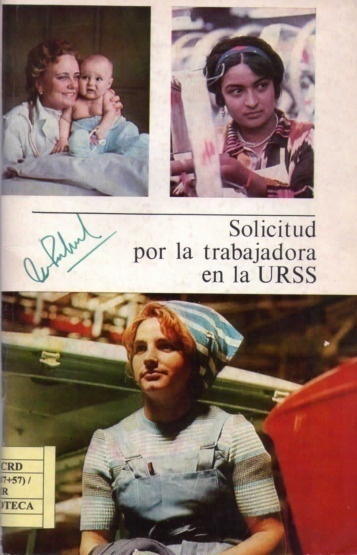 Solicitud
por la trabajadora
en la URSS
CRD
7+57) /
R
OTECA